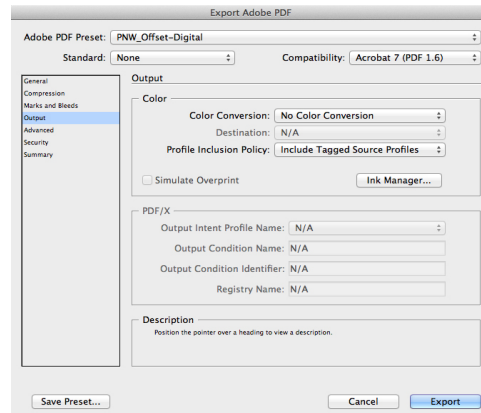 Export Adobe PDF
Adobe PDF Preset: PNW_Offset-Digital
Standard: None Compatibility: Acrobat 7 (PDF 1.6)
General
Compression
Marks and Bleeds
Output
Advanced
Security
Summary
Output
Color
Color Conversion: No Color Conversion
Destination: N/A
Profile Inclusion Policy: Include Tagged Source Profiles
Simulate Overprint Ink Manager...
PDF/X
Output Intent Profile Name: N/A
Output Condition Name: N/A
Output Condition Identifier: N/A
Registry Name: N/A
Description
Position the pointer over a heading to view a description.
Save Preset... Cancel Export